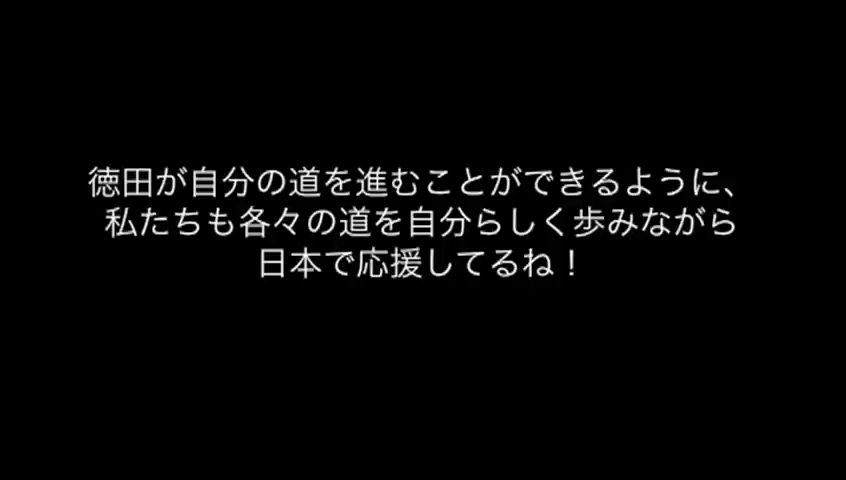 徳田が自分の道を進むことができるように、
私たちも各々の道を自分らしく歩みながら
日本で応援してるね！